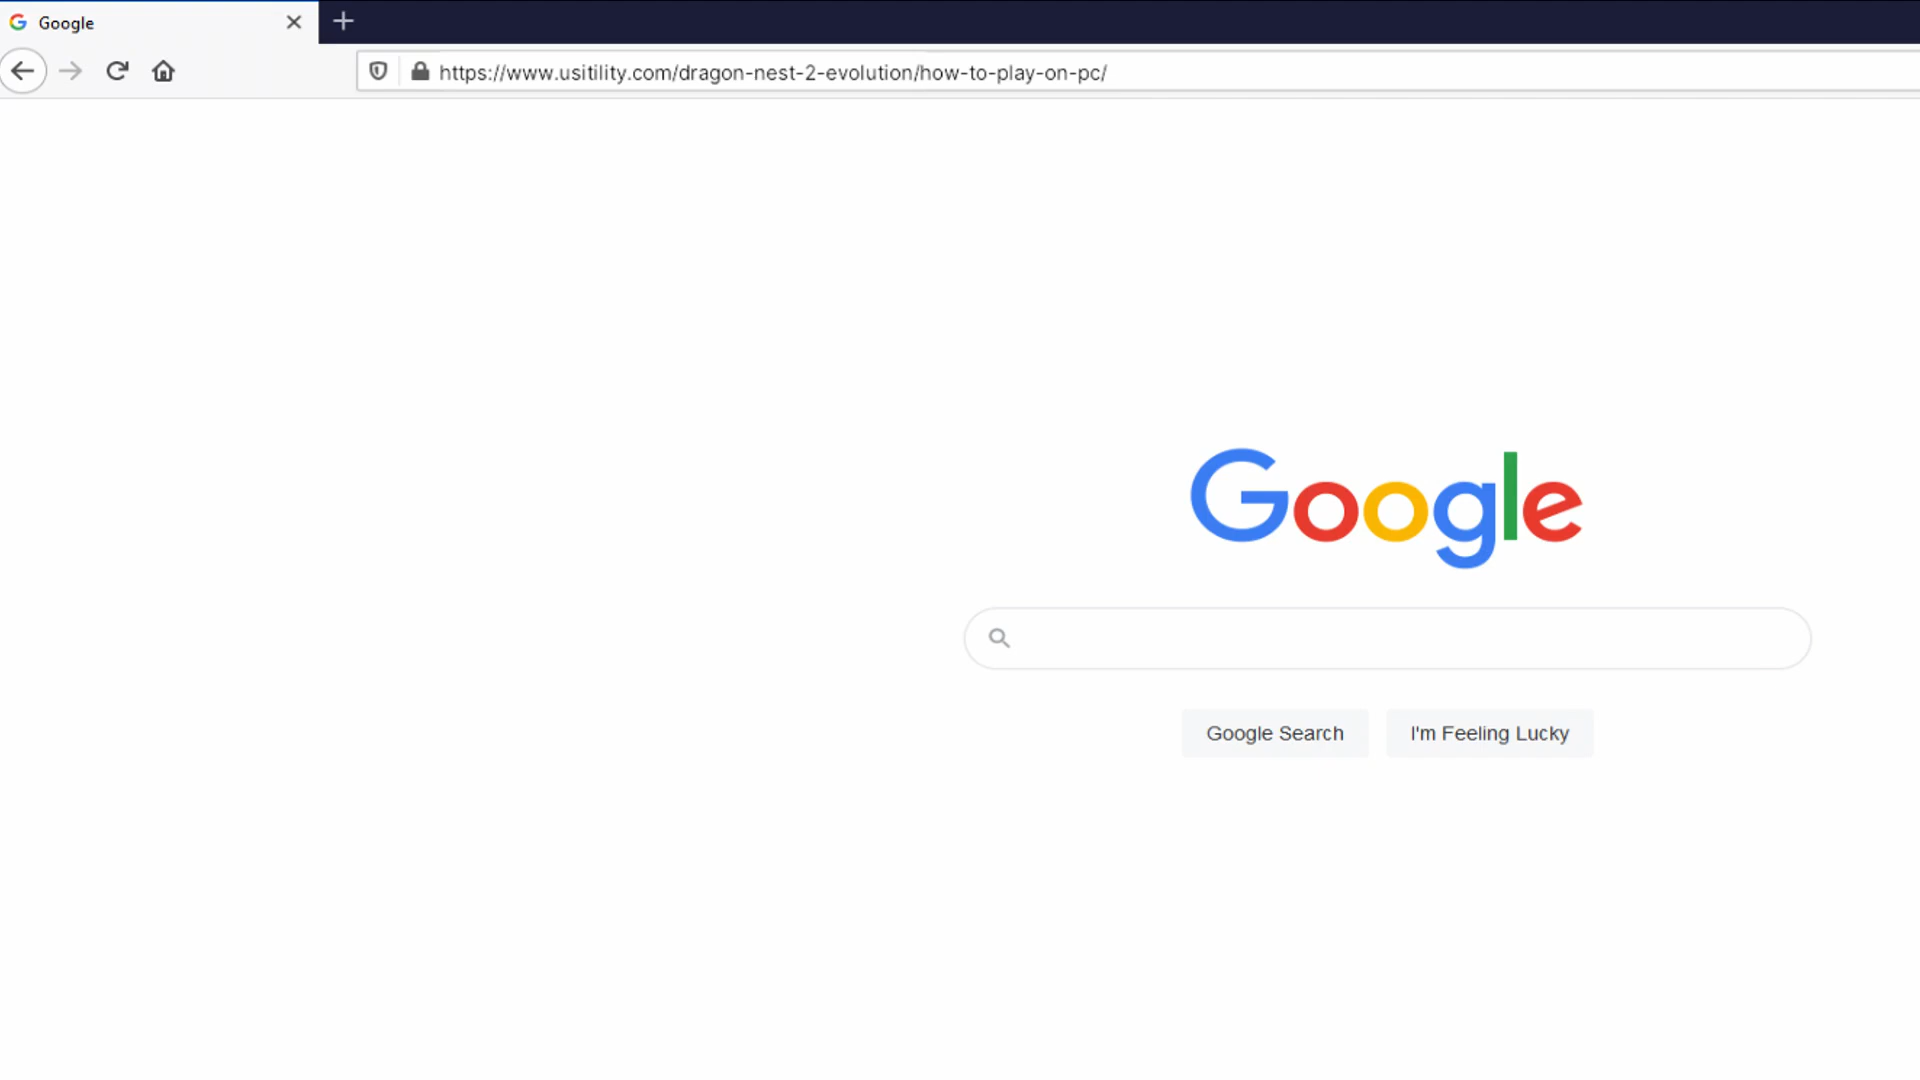 Google
https://www.usitility.com/dragon-nest-2-evolution/how-to-play-on-pc/
Google
Google Search
I'm Feeling Lucky